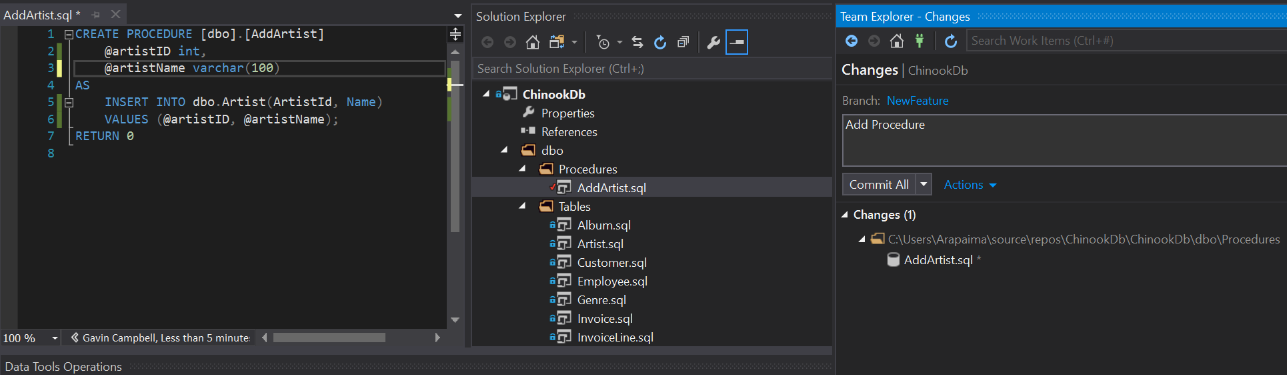 AddArtist.sql *
1 CREATE PROCEDURE [dbo].[AddArtist]
2 @artistID int,
3 @artistName varchar(100)
4 AS
5 INSERT INTO dbo.Artist(ArtistId, Name)
6 VALUES (@artistID, @artistName);
7 RETURN 0
8
100 %
Gavin Campbell, Less than 5 minute
Data Tools Operations
Solution Explorer
Search Solution Explorer (Ctrl+;)
ChinookDb
Properties
References
dbo
Procedures
AddArtist.sql
Tables
Album.sql
Artist.sql
Customer.sql
Employee.sql
Genre.sql
Invoice.sql
InvoiceLine.sql
Team Explorer - Changes
Search Work Items (Ctrl+#)
Changes | ChinookDb
Branch: NewFeature
Add Procedure
Commit All
Actions
Changes (1)
C:\Users\Arapaima\source\repos\ChinookDb\ChinookDb\dbo\Procedures
AddArtist.sql *